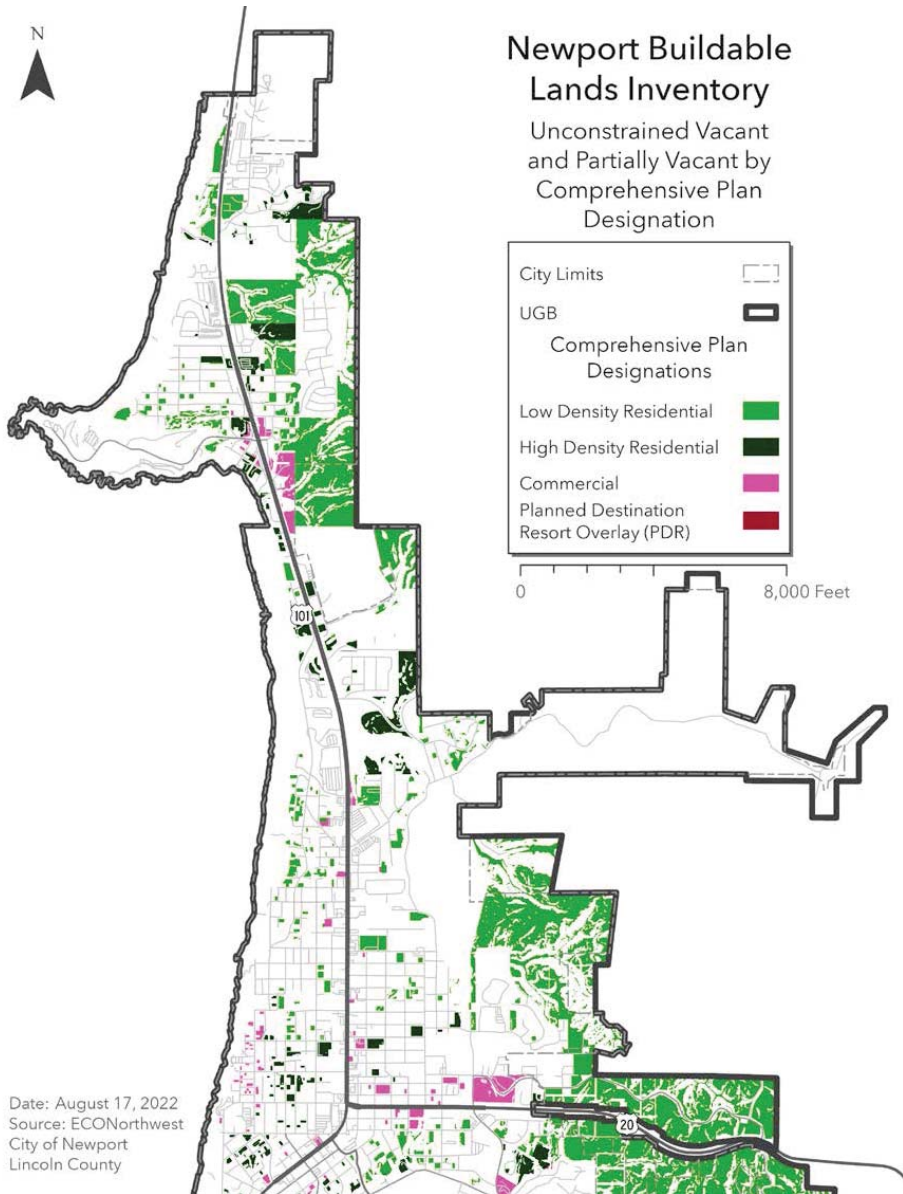 N
Newport Buildable
Lands Inventory
Unconstrained Vacant
and Partially Vacant by
Comprehensive Plan
Designation
City Limits
UGB
Comprehensive Plan
Designations
Low Density Residential
High Density Residential
Commercial
Planned Destination
Resort Overlay (PDR)
0 8,000 Feet
101
20
Date: August 17, 2022
Source: ECONorthwest
City of Newport
Lincoln County